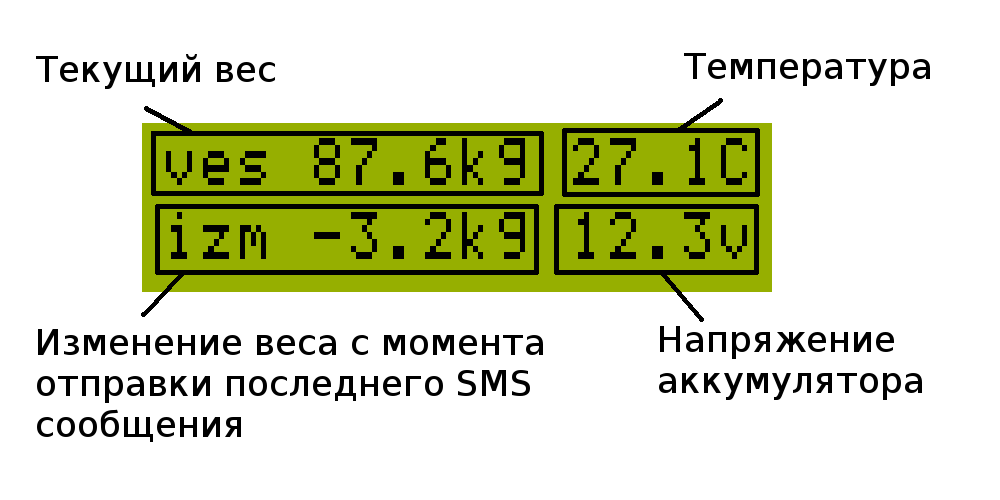 Текущий вес
Температура
ves 87.6kg 27.1C
izm -3.2kg 12.3v
Изменение веса с момента
отправки последнего SMS
сообщения
Напряжение
аккумулятора